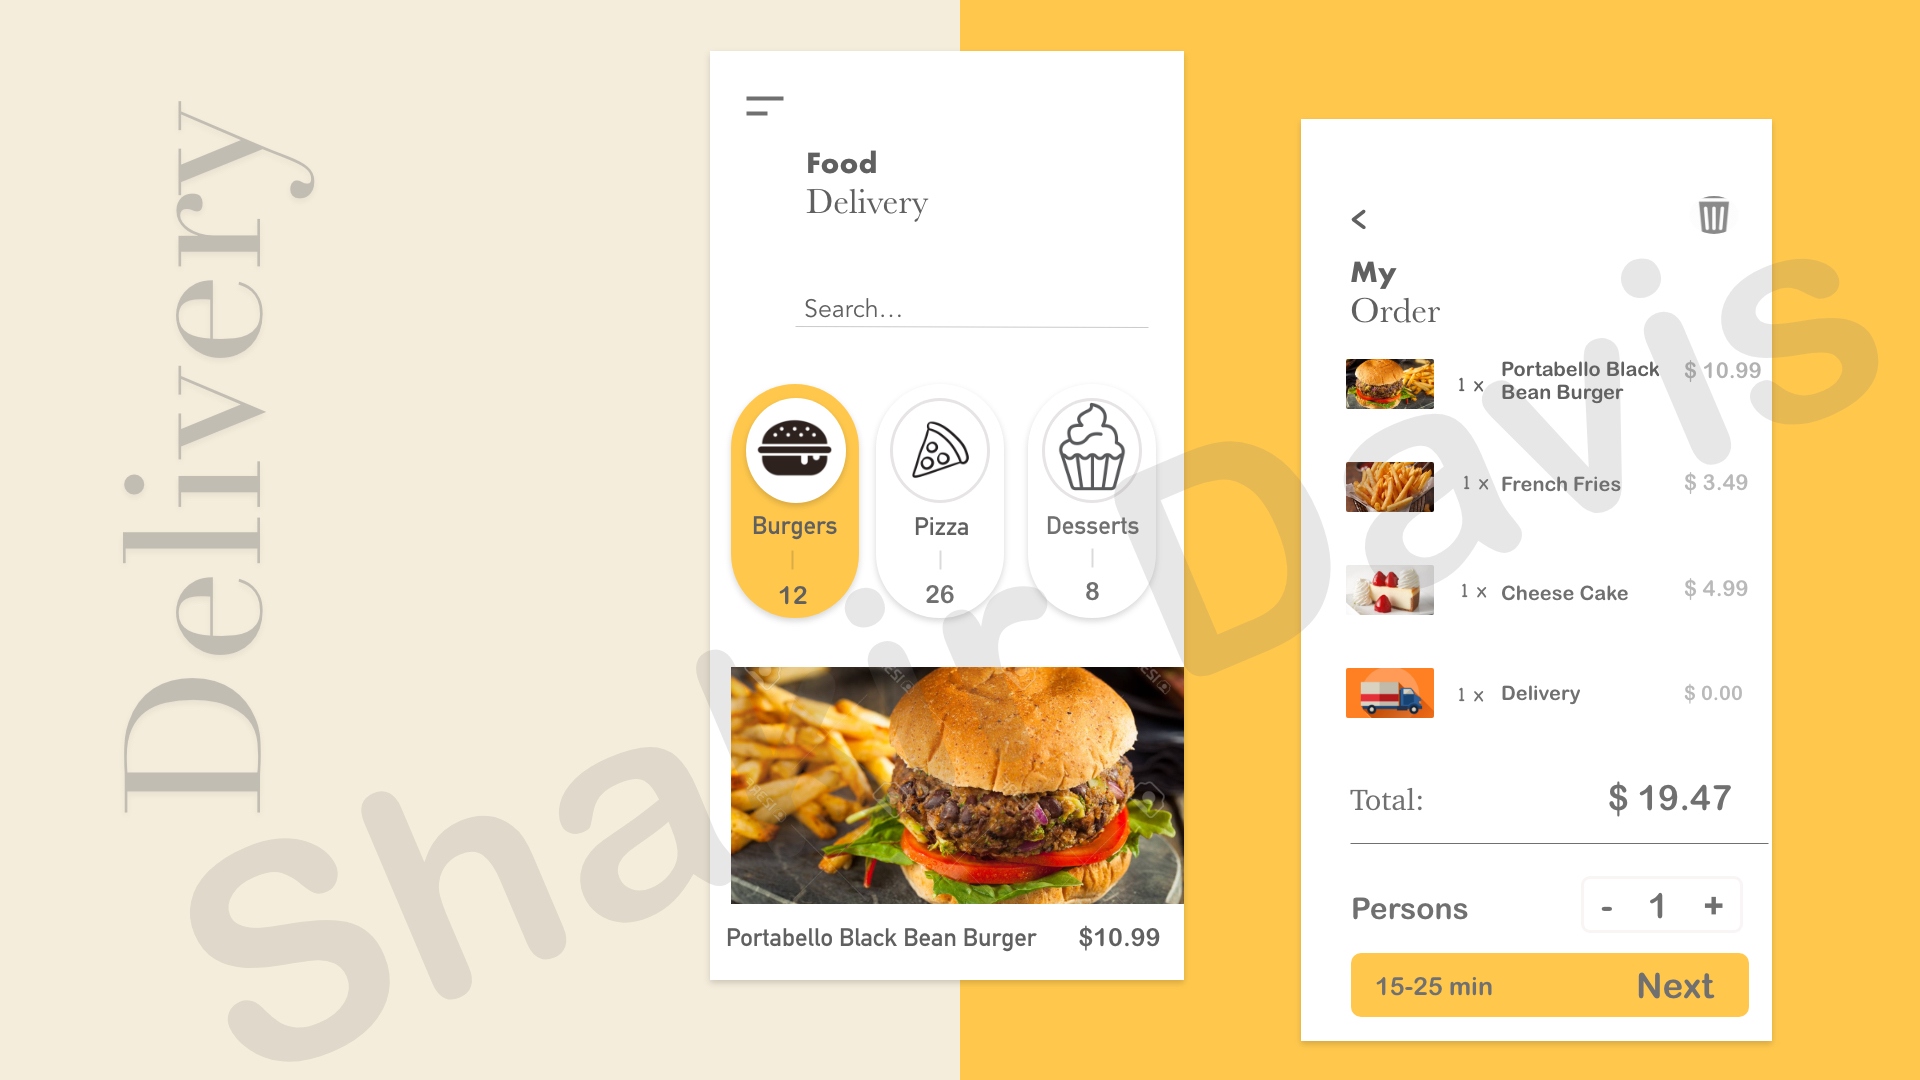 Delivery
Food
Delivery
Search...
Burgers
12
Pizza
26
Desserts
8
Portabello Black Bean Burger $10.99
<
My
Order
1 x Portabello Black $ 10.99
Bean Burger
1 x French Fries $ 3.49
1 x Cheese Cake $ 4.99
1 x Delivery $ 0.00
Total: $ 19.47
Persons - 1 +
15-25 min Next